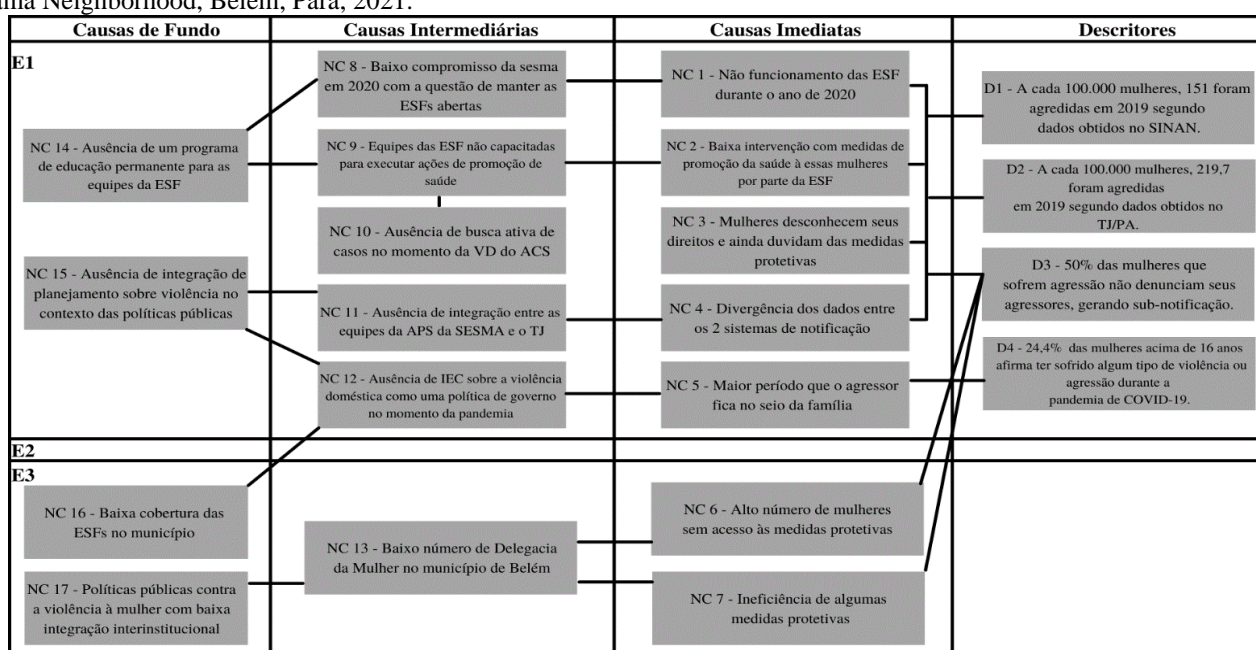 Neighborhood, Belém, Pará, 2021.
Causas de Fundo
Causas Intermediárias
Causas Imediatas
Descritores
E1
NC 14 - Ausência de um programa
de educação permanente para as
equipes da ESF
NC 15 - Ausência de integração de
planejamento sobre violência no
contexto das políticas públicas
NC 8 - Baixo compromisso da sesma
em 2020 com a questão de manter as
ESFs abertas
NC 9 - Equipes das ESF não capacitadas
para executar ações de promoção de
saúde
NC 10 - Ausência de busca ativa de
casos no momento da VD do ACS
NC 11 - Ausência de integração entre as
equipes da APS da SESMA e o TJ
NC 12 - Ausência de IEC sobre a violência
doméstica como uma política de governo
no momento da pandemia
NC 1 - Não funcionamento das ESF
durante o ano de 2020
NC 2 - Baixa intervenção com medidas de
promoção da saúde à essas mulheres
por parte da ESF
NC 3 - Mulheres desconhecem seus
direitos e ainda duvidam das medidas
protetivas
NC 4 - Divergência dos dados entre
os 2 sistemas de notificação
NC 5 - Maior período que o agressor
fica no seio da família
D1 - A cada 100.000 mulheres, 151 foram
agredidas em 2019 segundo
dados obtidos no SINAN.
D2 - A cada 100.000 mulheres, 219,7
foram agredidas
em 2019 segundo dados obtidos no
TJ/PA.
D3 - 50% das mulheres que
sofrem agressão não denunciam seus
agressores, gerando sub-notificação.
D4 - 24,4% das mulheres acima de 16 anos
afirma ter sofrido algum tipo de violência ou
agressão durante a
pandemia de COVID-19.
E2
E3
NC 16 - Baixa cobertura das
ESFs no município
NC 17 - Políticas públicas contra
a violência à mulher com baixa
integração interinstitucional
NC 13 - Baixo número de Delegacia
da Mulher no município de Belém
NC 6 - Alto número de mulheres
sem acesso às medidas protetivas
NC 7 - Ineficiência de algumas
medidas protetivas